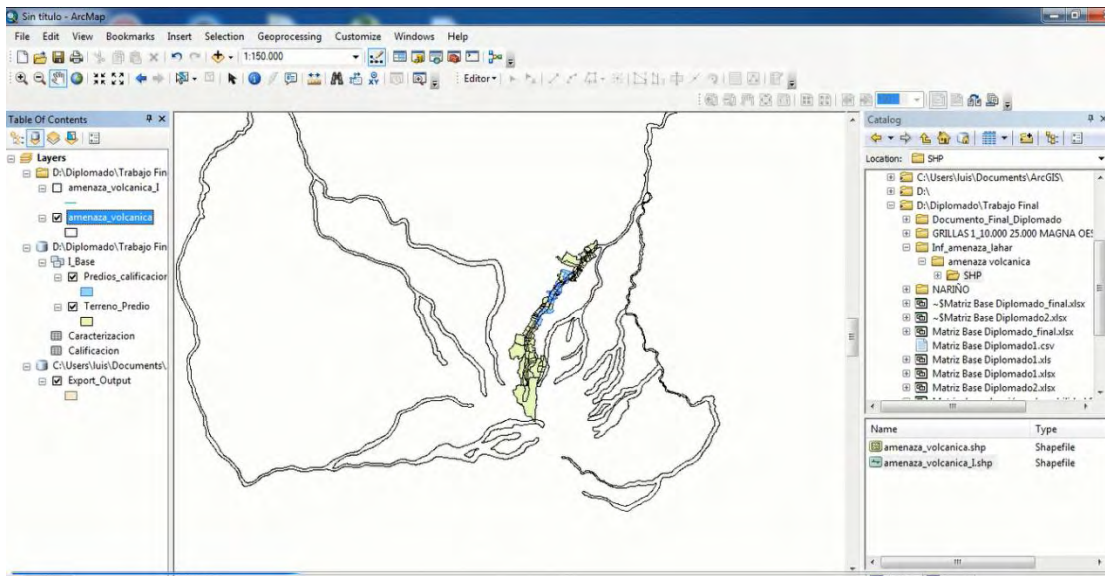 Sin título - ArcMap
File Edit View Bookmarks Insert Selection Geoprocessing Customize Windows Help
1:150.000
Editor
Table Of Contents
Layers
D:\Diplomado\Trabajo Fin
amenaza_volcanica_l
amenaza_volcanica
D:\Diplomado\Trabajo Fin
I_Base
Predios_calificacion
Terreno_Predio
Caracterizacion
Calificacion
C:\Users\luis\Documents\
Export_Output
Catalog
Location: SHP
C:\Users\luis\Documents\ArcGIS\
D:\
D:\Diplomado\Trabajo Final
Documento_Final_Diplomado
GRILLAS 1_10.000 25.000 MAGNA OES
Inf_amenaza_lahar
amenaza volcanica
SHP
NARIÑO
~$Matriz Base Diplomado_final.xlsx
~$Matriz Base Diplomado2.xlsx
Matriz Base Diplomado_final.xlsx
Matriz Base Diplomado1.csv
Matriz Base Diplomado1.xls
Matriz Base Diplomado1.xlsx
Matriz Base Diplomado2.xlsx
Name Type
amenaza_volcanica.shp Shapefile
amenaza_volcanica_l.shp Shapefile